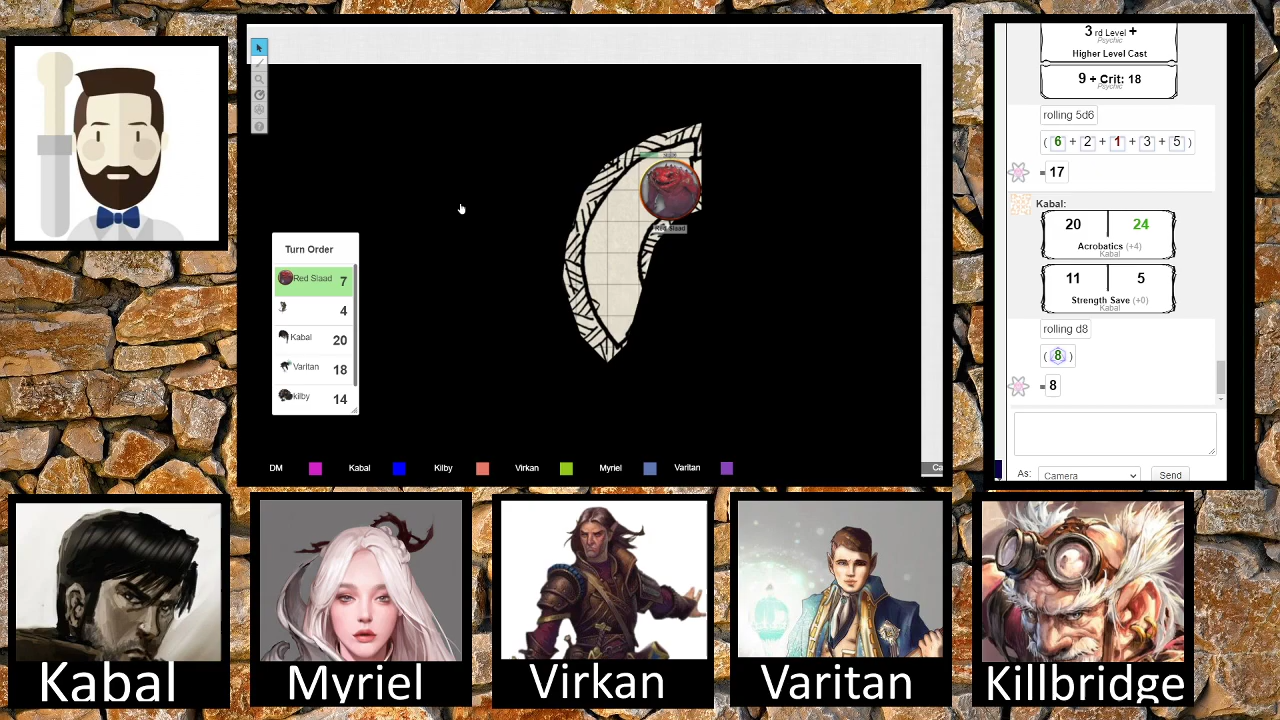 Turn Order
Red Slaad 7
4
Kabal 20
Varitan 18
kilby 14
Red Slaad
DM Kabal Kilby Virkan Myriel Varitan
Ca
3 rd Level +
Psychic
Higher Level Cast
9 + Crit: 18
Psychic
rolling 5d6
( 6 + 2 + 1 + 3 + 5 )
= 17
Kabal:
20 24
Acrobatics (+4)
Kabal
11 5
Strength Save (+0)
Kabal
rolling d8
( 8 )
= 8
As: Camera Send
Kabal
Myriel
Virkan
Varitan
Killbridge